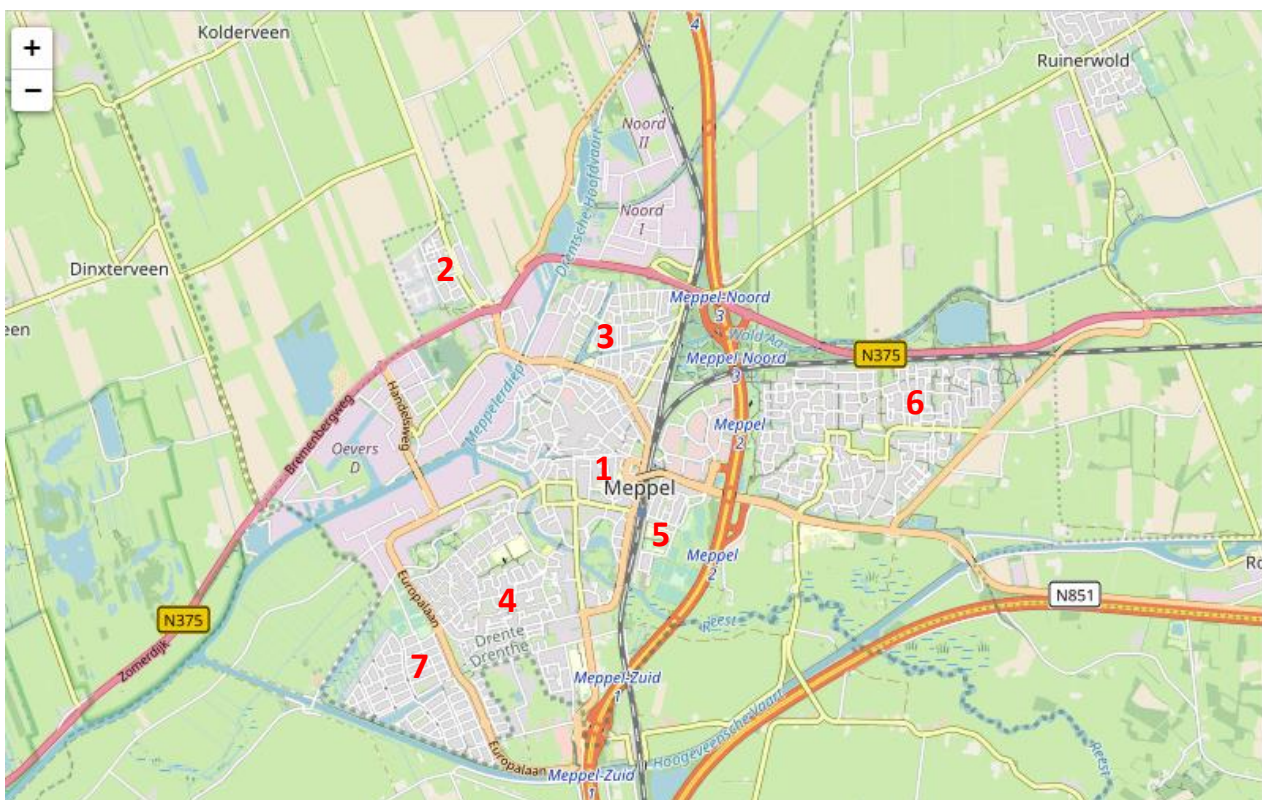 +
−
Kolderveen
4
Ruinerwold
Noord
II
Drentsche Hoofdvaart
Noord
I
Dinxterveen
2
een
Meppel-Noord
3
3
Wold Aa
Meppel Noord
3
N375
Handelsweg
Meppelerdiep
6
Bremenbergweg
Meppel
2
Oevers
D
1
Meppel
5
Meppel
2
Ro
Europalaan
4
N851
N375
Reest
Drente
Drenthe
Zomerdijk
7
Meppel-Zuid
1
Hoogeveensche Vaart
Reest
Europalaan
Meppel-Zuid
1